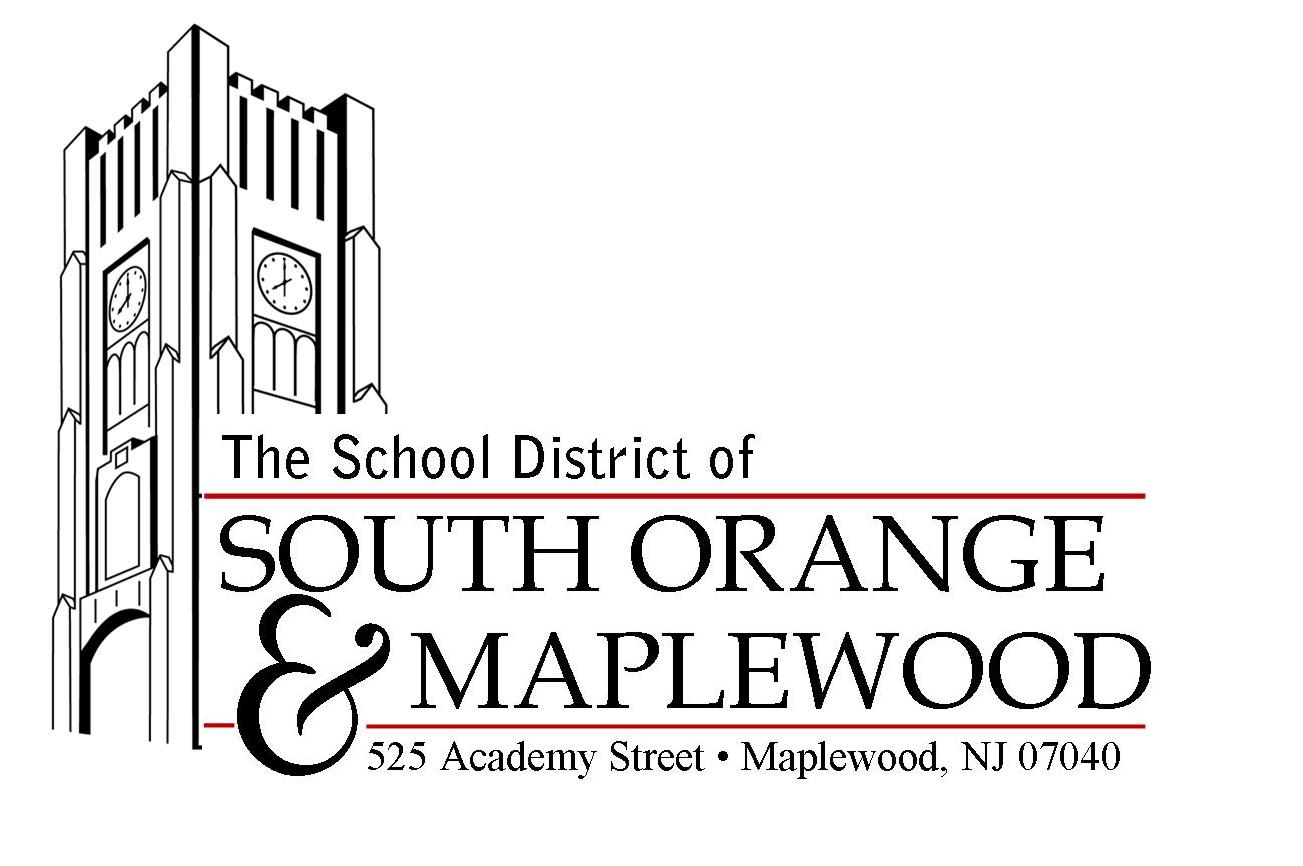 The School District of
SOUTH ORANGE
& MAPLEWOOD
525 Academy Street • Maplewood, NJ 07040